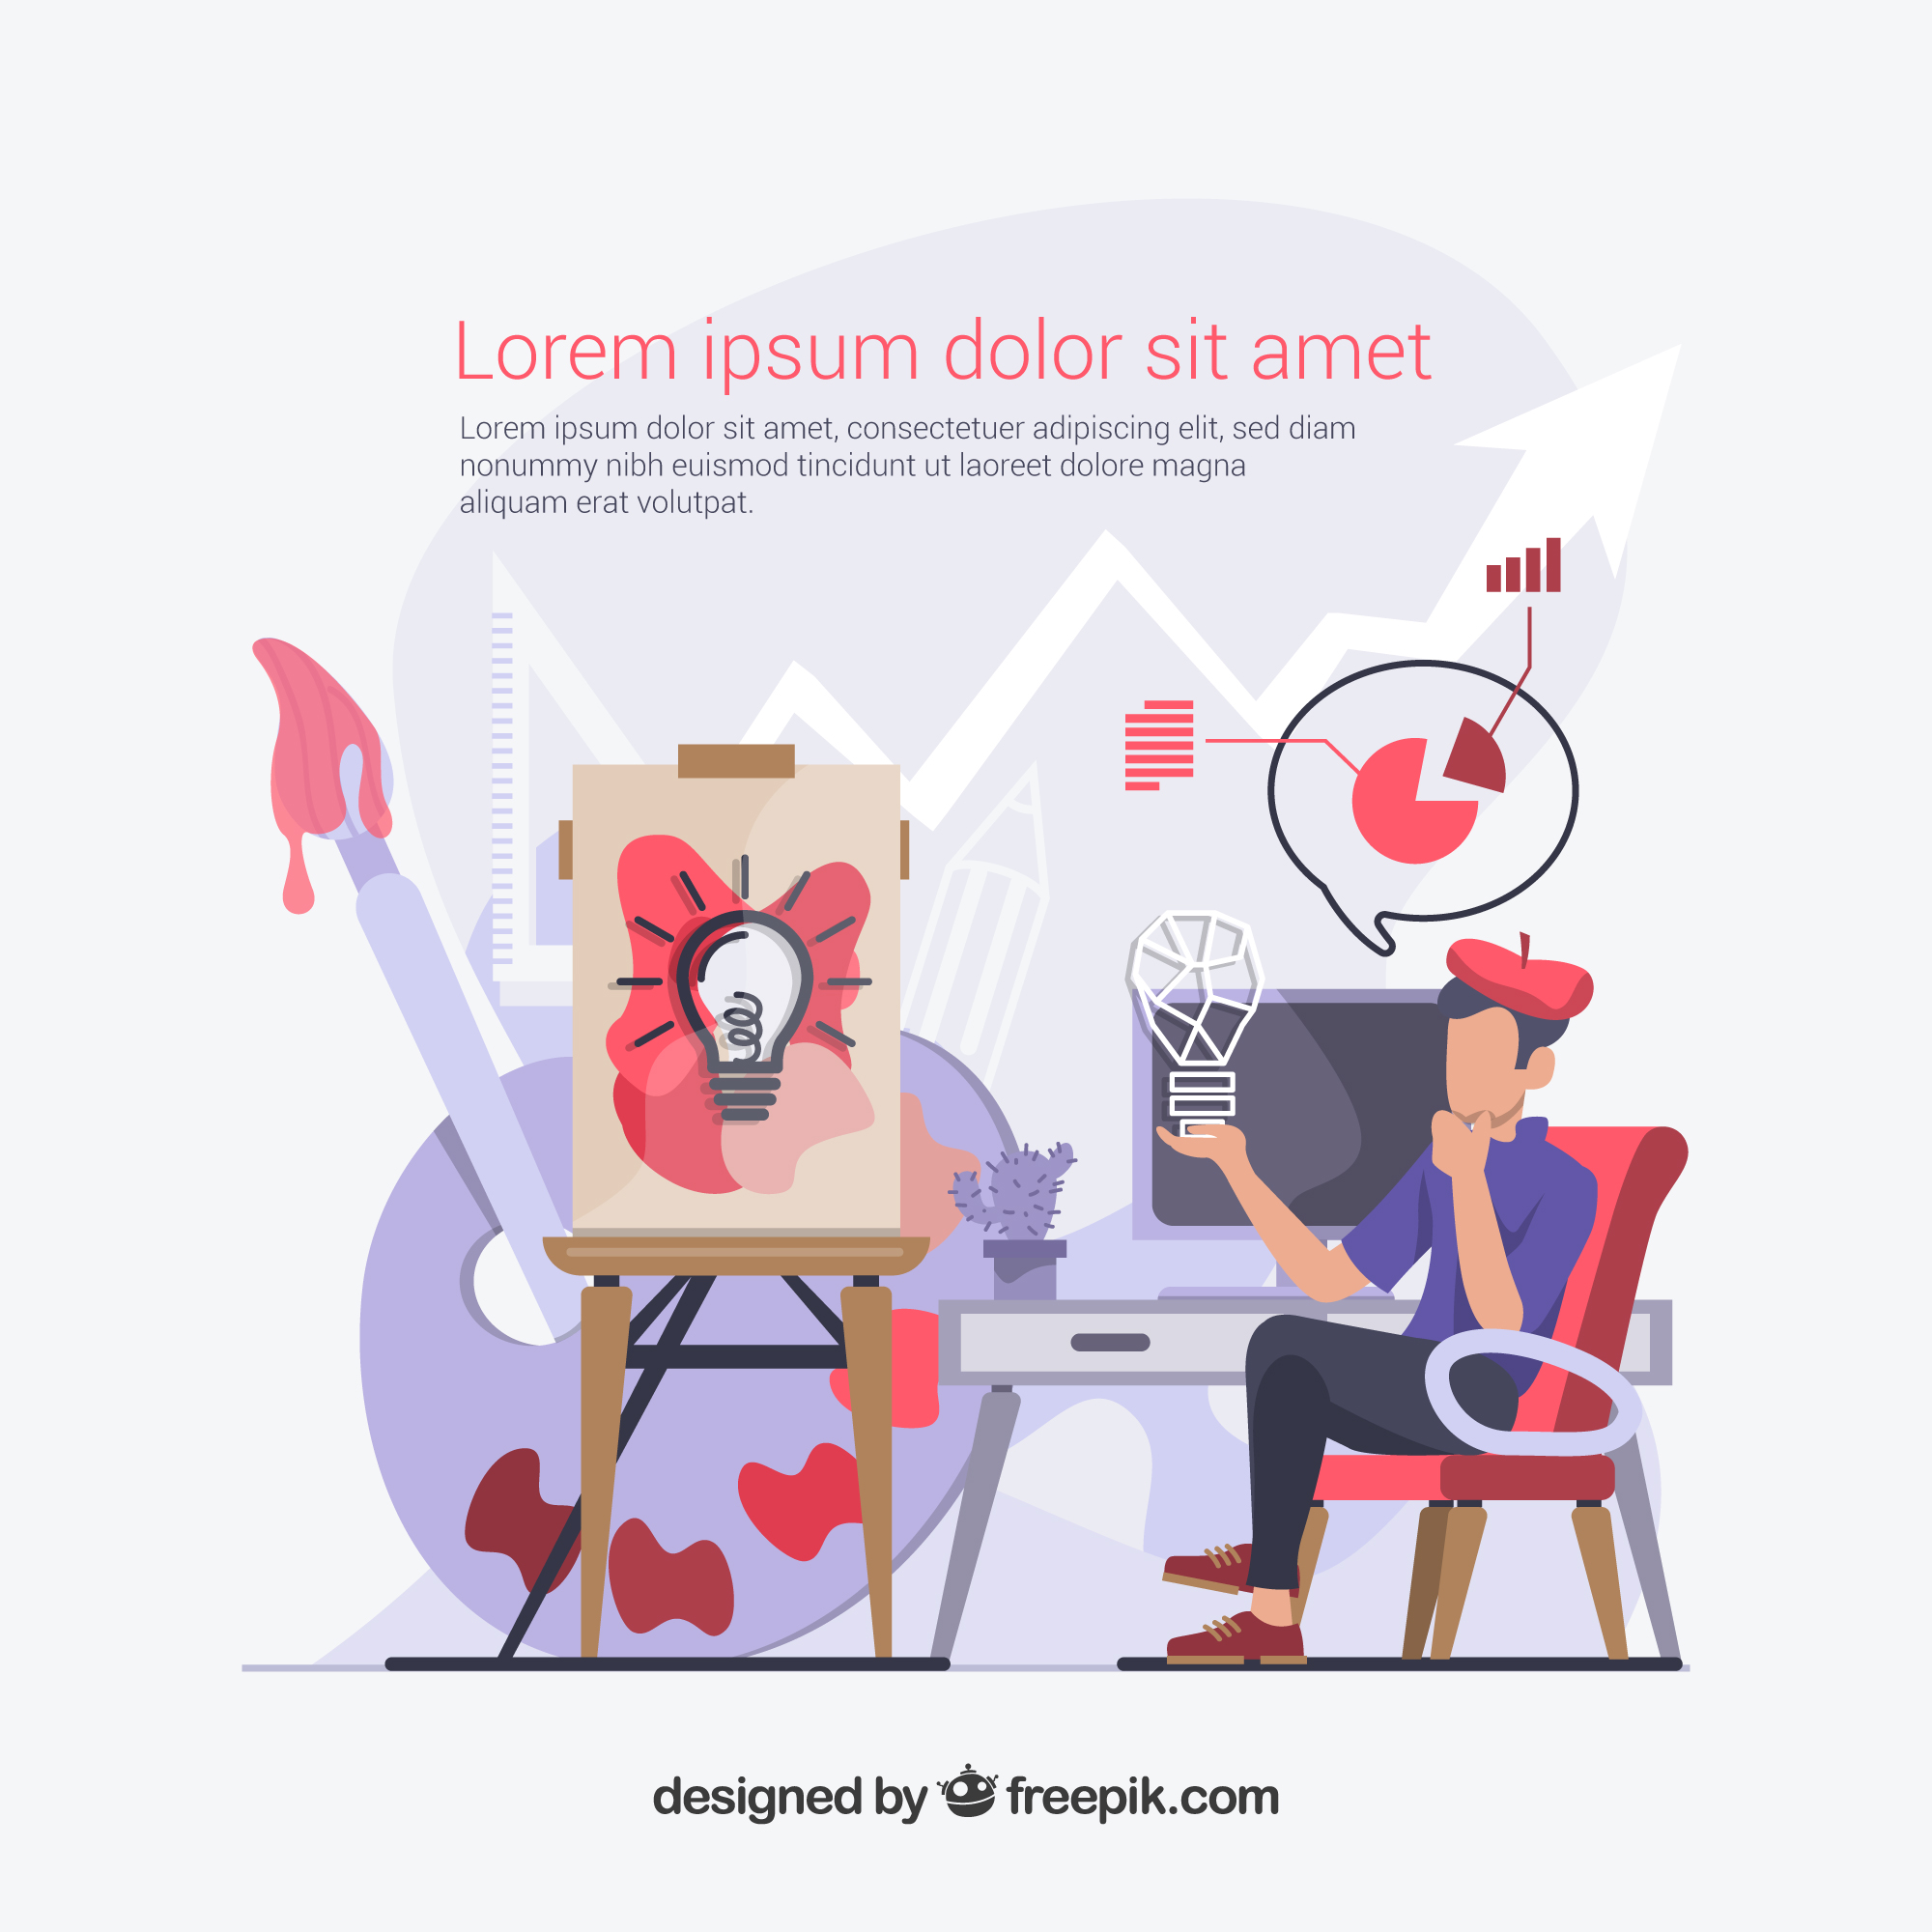 Lorem ipsum dolor sit amet
Lorem ipsum dolor sit amet, consectetuer adipiscing elit, sed diam
nonummy nibh euismod tincidunt ut laoreet dolore magna
aliquam erat volutpat.
designed by freepik.com